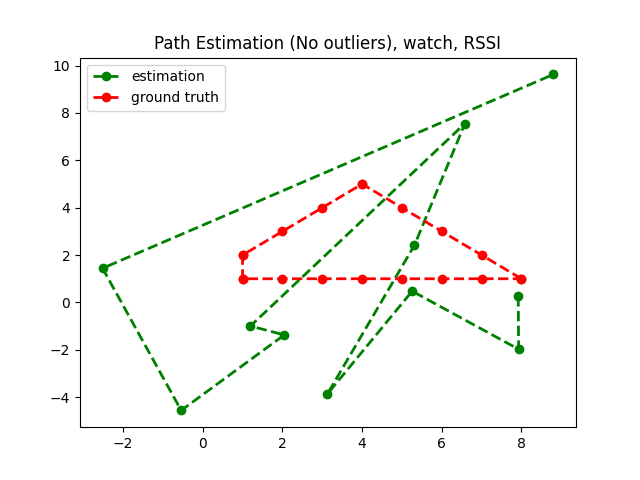 Path Estimation (No outliers), watch, RSSI
estimation
ground truth
10
8
6
4
2
0
−2
−4
−2 0 2 4 6 8